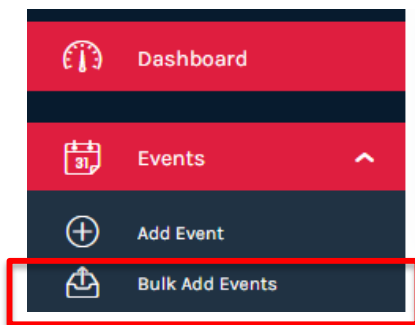 Dashboard
31
Events
Add Event
Bulk Add Events